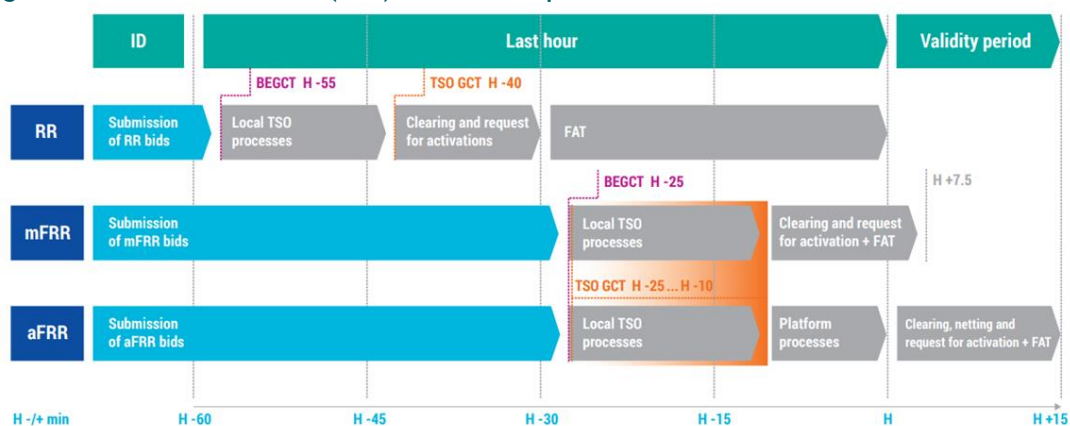 ID
Last hour
Validity period
BEGCT H -55
TSO GCT H -40
RR
Submission
of RR bids
Local TSO
processes
Clearing and request
for activations
FAT
BEGCT H -25
H +7.5
mFRR
Submission
of mFRR bids
Local TSO
processes
Clearing and request
for activation + FAT
TSO GCT H -25 ... H -10
aFRR
Submission
of aFRR bids
Local TSO
processes
Platform
processes
Clearing, netting and
request for activation + FAT
H -/+ min
H -60
H -45
H -30
H -15
H
H +15